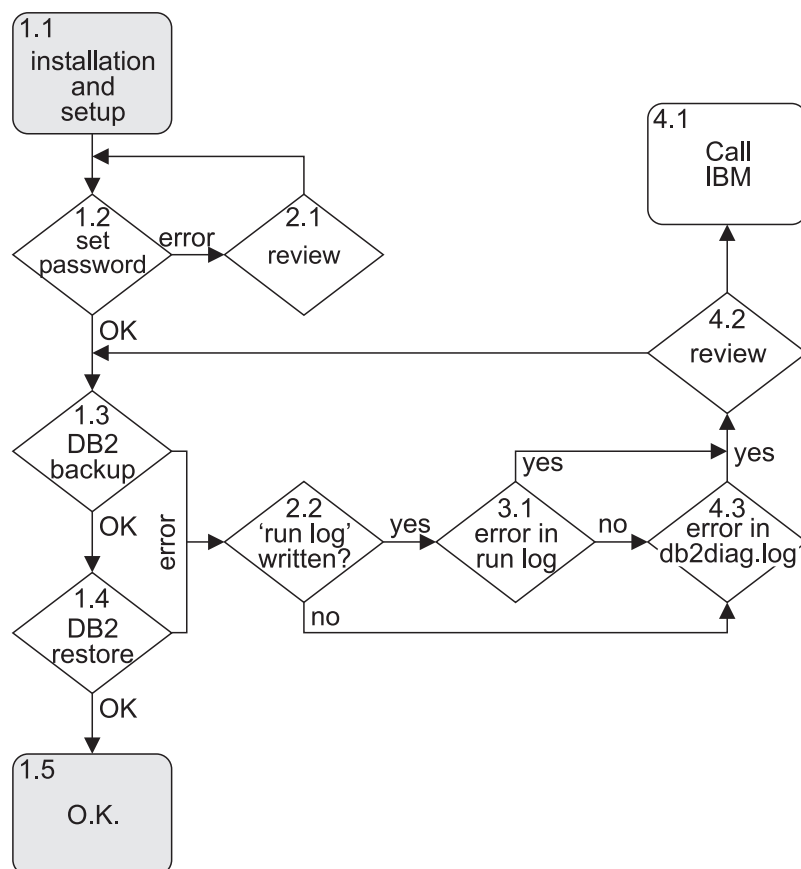 1.1
installation
and
setup
4.1
Call
IBM
1.2
set
password
error
2.1
review
OK
4.2
review
1.3
DB2
backup
OK
error
2.2
‘run log’
written?
yes
3.1
error in
run log
yes
no
yes
4.3
error in
db2diag.log?
no
1.4
DB2
restore
OK
1.5
O.K.